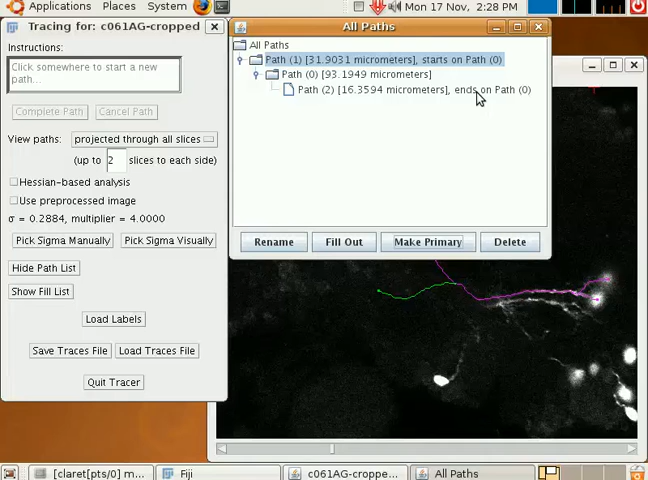 Applications Places System Mon 17 Nov, 2:28 PM
Tracing for: c061AG-cropped
Instructions:
Click somewhere to start a new
path...
Complete Path Cancel Path
View paths: projected through all slices
(up to 2 slices to each side)
Hessian-based analysis
Use preprocessed image
σ = 0.2884, multiplier = 4.0000
Pick Sigma Manually Pick Sigma Visually
Hide Path List
Show Fill List
Load Labels
Save Traces File Load Traces File
Quit Tracer
All Paths
All Paths
Path (1) [31.9031 micrometers], starts on Path (0)
Path (0) [93.1949 micrometers]
Path (2) [16.3594 micrometers], ends on Path (0)
Rename Fill Out Make Primary Delete
[claret[pts/0] m... Fiji c061AG-croppe... All Paths